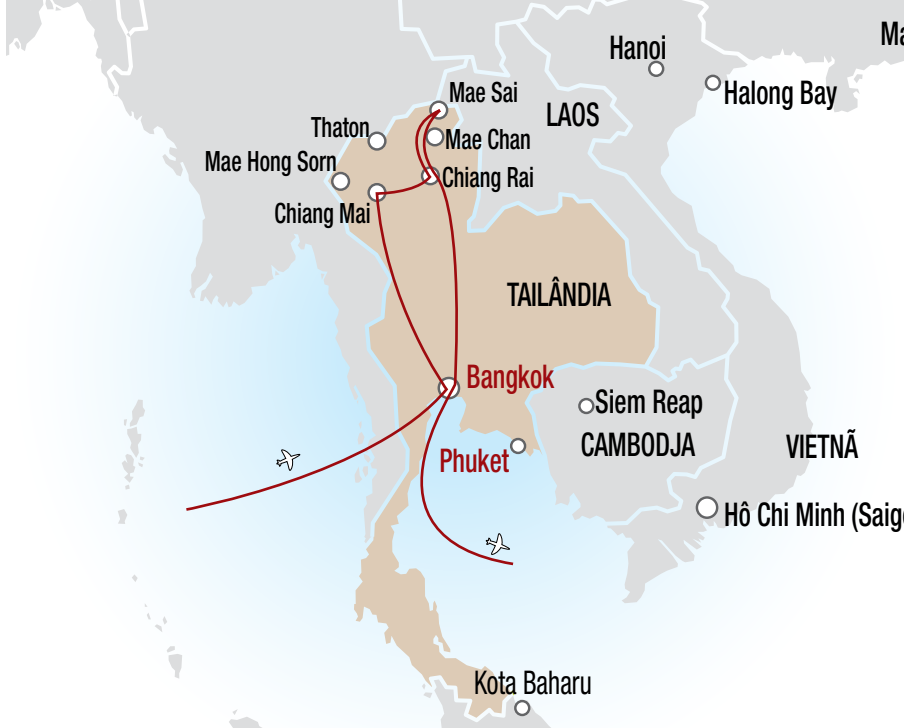 Hanoi
Ma
Halong Bay
Mae Sai
LAOS
Thaton
Mae Chan
Mae Hong Sorn
Chiang Rai
Chiang Mai
TAILÂNDIA
Bangkok
Siem Reap
CAMBODJA
VIETNÃ
Phuket
Hô Chi Minh (Saig
Kota Baharu